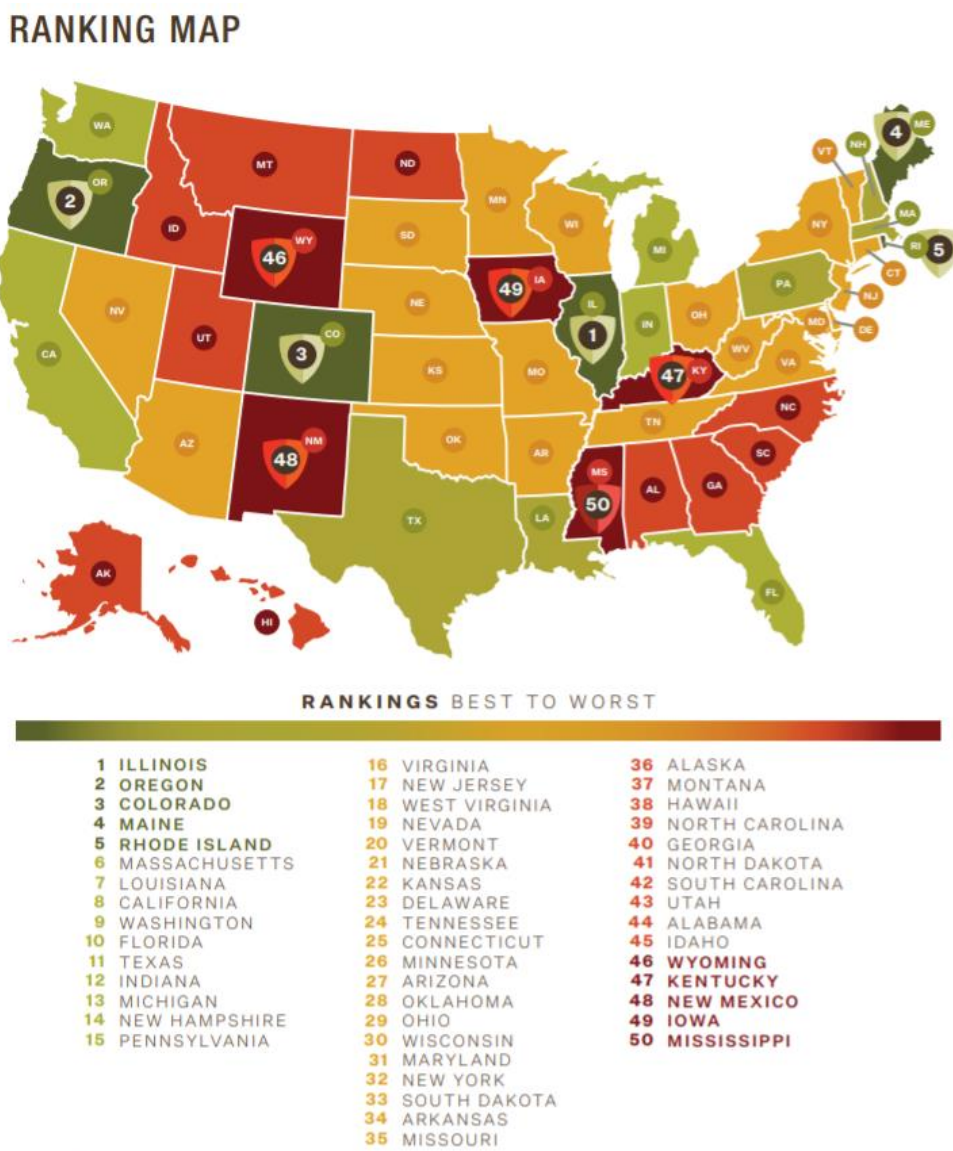 RANKING MAP
WA
OR
2
MT
ND
ID
WY
46
SD
MN
WI
MI
IA
49
NE
NV
UT
CO
3
CA
KS
MO
IL
1
IN
OH
KY
47
WV
VA
PA
NY
VT
NH
4
ME
MA
RI
5
CT
NJ
MD
DE
AZ
NM
48
OK
AR
TN
NC
SC
MS
50
AL
GA
TX
LA
FL
AK
HI
RANKINGS BEST TO WORST
1 ILLINOIS
2 OREGON
3 COLORADO
4 MAINE
5 RHODE ISLAND
6 MASSACHUSETTS
7 LOUISIANA
8 CALIFORNIA
9 WASHINGTON
10 FLORIDA
11 TEXAS
12 INDIANA
13 MICHIGAN
14 NEW HAMPSHIRE
15 PENNSYLVANIA
16 VIRGINIA
17 NEW JERSEY
18 WEST VIRGINIA
19 NEVADA
20 VERMONT
21 NEBRASKA
22 KANSAS
23 DELAWARE
24 TENNESSEE
25 CONNECTICUT
26 MINNESOTA
27 ARIZONA
28 OKLAHOMA
29 OHIO
30 WISCONSIN
31 MARYLAND
32 NEW YORK
33 SOUTH DAKOTA
34 ARKANSAS
35 MISSOURI
36 ALASKA
37 MONTANA
38 HAWAII
39 NORTH CAROLINA
40 GEORGIA
41 NORTH DAKOTA
42 SOUTH CAROLINA
43 UTAH
44 ALABAMA
45 IDAHO
46 WYOMING
47 KENTUCKY
48 NEW MEXICO
49 IOWA
50 MISSISSIPPI